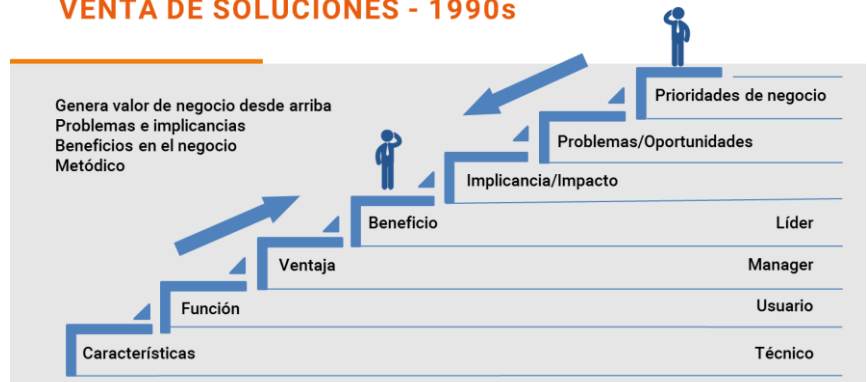 VENTA DE SOLUCIONES - 1990s
Genera valor de negocio desde arriba
Problemas e implicancias
Beneficios en el negocio
Metódico
Prioridades de negocio
Problemas/Oportunidades
Implicancia/Impacto
Beneficio
Líder
Ventaja
Manager
Función
Usuario
Características
Técnico